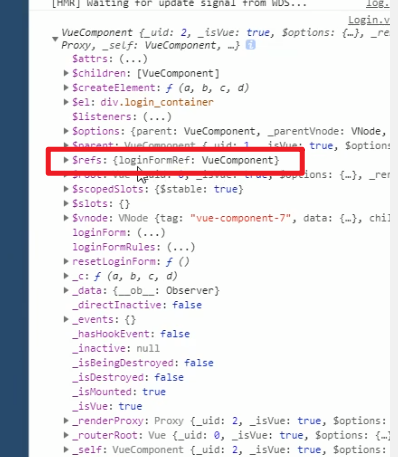 [HMR] Waiting for update signal from WDS... log.
Login.v
VueComponent {_uid: 2, _isVue: true, $options: {…}, _re
Proxy, _self: VueComponent, …}
$attrs: (...)
$children: [VueComponent]
$createElement: ƒ (a, b, c, d)
$el: div.login_container
$listeners: (...)
$options: {parent: VueComponent, _parentVnode: VNode,
$parent: VueComponent {_uid: 1, _isVue: true, $options
$refs: {loginFormRef: VueComponent}
$root: Vue {_uid: 0, _isVue: true, $options: {…}, _ren
$scopedSlots: {$stable: true}
$slots: {}
$vnode: VNode {tag: "vue-component-7", data: {…}, chil
loginForm: (...)
loginFormRules: (...)
resetLoginForm: ƒ ()
_c: ƒ (a, b, c, d)
_data: {__ob__: Observer}
_directInactive: false
_events: {}
_hasHookEvent: false
_inactive: null
_isBeingDestroyed: false
_isDestroyed: false
_isMounted: true
_isVue: true
_renderProxy: Proxy {_uid: 2, _isVue: true, $options:
_routerRoot: Vue {_uid: 0, _isVue: true, $options: {…}
_self: VueComponent {_uid: 2, _isVue: true, $options: